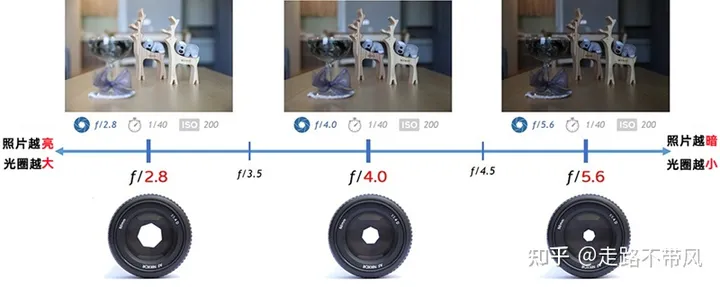 f/2.8 1/40 ISO 200
f/4.0 1/40 ISO 200
f/5.6 1/40 ISO 200
照片越亮
光圈越大
照片越暗
光圈越小
f/2.8
f/3.5
f/4.0
f/4.5
f/5.6
知乎 @走路不带风